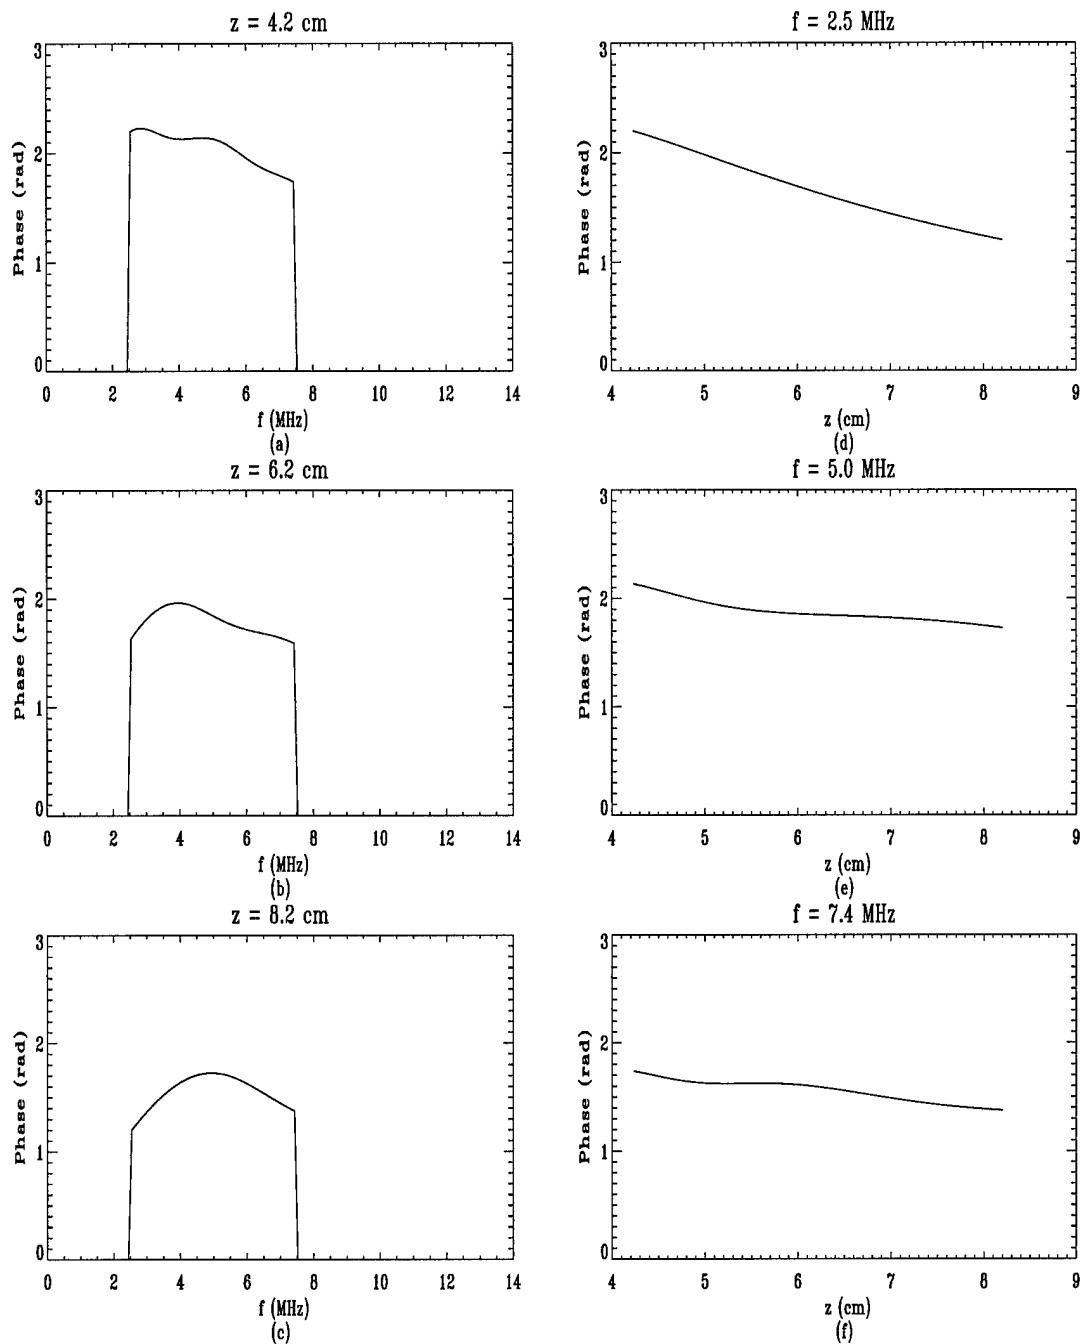 z = 4.2 cm
3
2
1
0
Phase (rad)
0 2 4 6 8 10 12 14
f (MHz)
(a)
f = 2.5 MHz
3
2
1
0
Phase (rad)
4 5 6 7 8 9
z (cm)
(d)
z = 6.2 cm
3
2
1
0
Phase (rad)
0 2 4 6 8 10 12 14
f (MHz)
(b)
f = 5.0 MHz
3
2
1
0
Phase (rad)
4 5 6 7 8 9
z (cm)
(e)
z = 8.2 cm
3
2
1
0
Phase (rad)
0 2 4 6 8 10 12 14
f (MHz)
(c)
f = 7.4 MHz
3
2
1
0
Phase (rad)
4 5 6 7 8 9
z (cm)
(f)